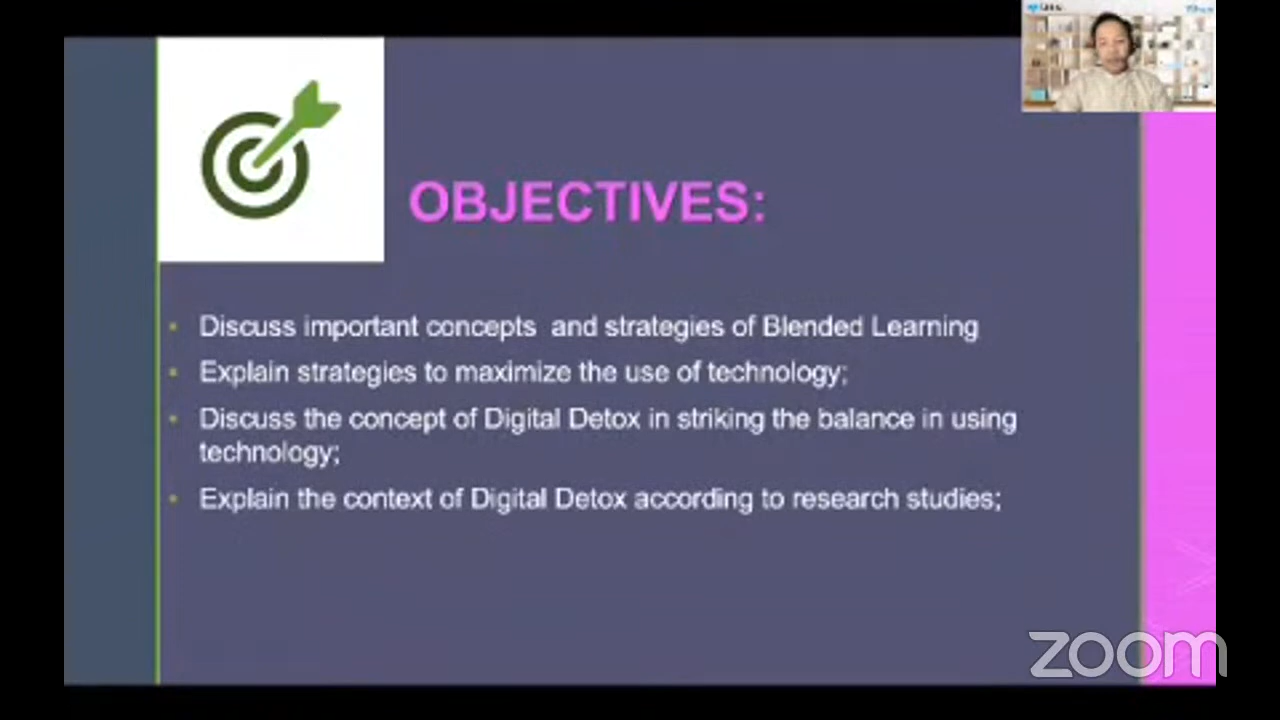 OBJECTIVES:
Discuss important concepts and strategies of Blended Learning
Explain strategies to maximize the use of technology;
Discuss the concept of Digital Detox in striking the balance in using
technology;
Explain the context of Digital Detox according to research studies;
zoom